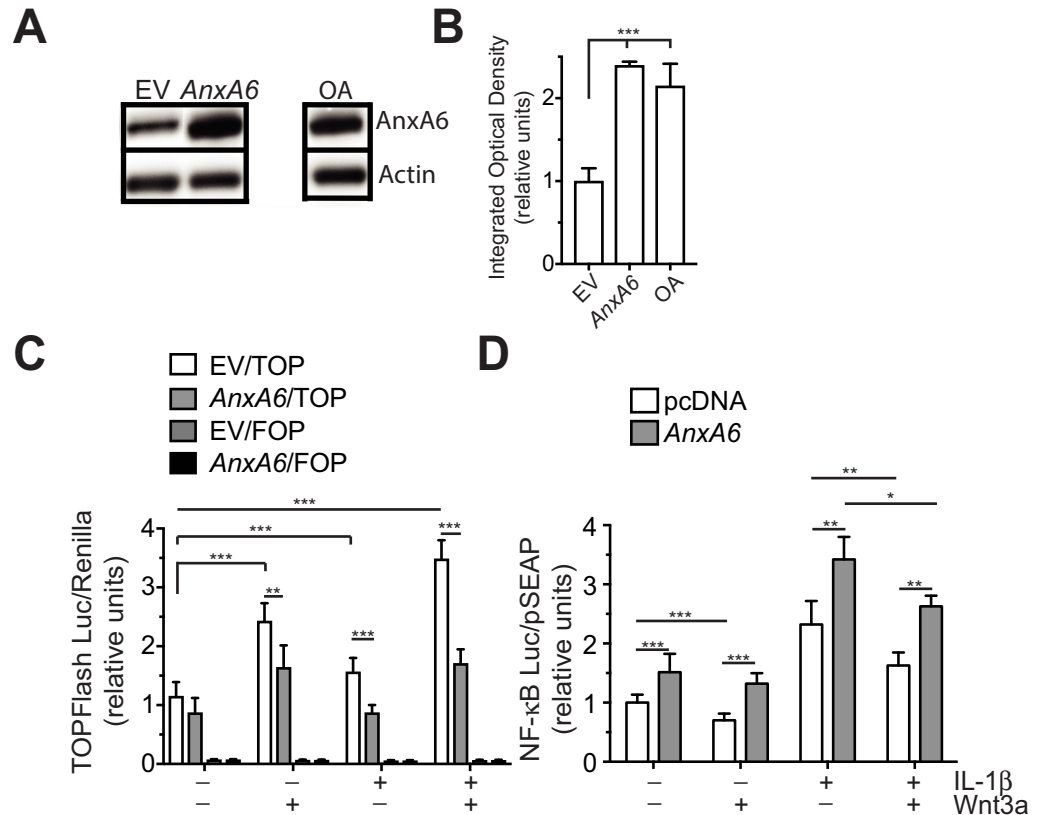 A
EV AnxA6 OA
AnxA6
Actin
B
Integrated Optical Density
(relative units)
***
2
1
0
EV
AnxA6
OA
C
EV/TOP
AnxA6/TOP
EV/FOP
AnxA6/FOP
TOPFlash Luc/Renilla
(relative units)
***
***
***
***
**
***
4
3
2
1
0
– – + +
– + – +
D
pcDNA
AnxA6
NF-κB Luc/pSEAP
(relative units)
**
*
**
**
***
***
***
4
3
2
1
0
– – + + IL-1β
– + – + Wnt3a